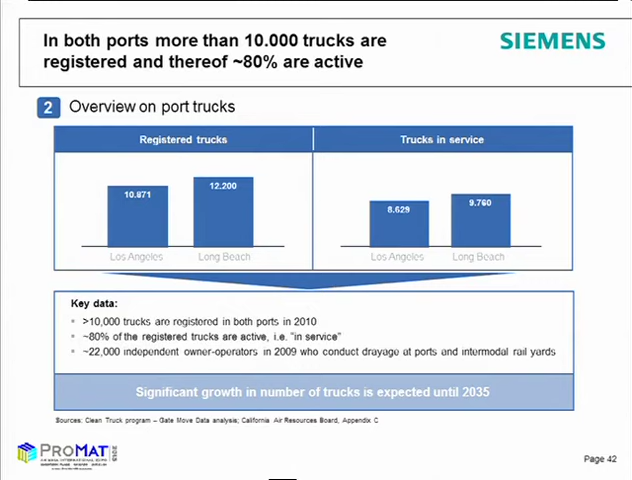 In both ports more than 10.000 trucks are
registered and thereof ~80% are active
SIEMENS
2 Overview on port trucks
Registered trucks
Trucks in service
10.871
12.200
8.629
9.760
Los Angeles
Long Beach
Los Angeles
Long Beach
Key data:
▪ >10,000 trucks are registered in both ports in 2010
▪ ~80% of the registered trucks are active, i.e. "in service"
▪ ~22,000 independent owner-operators in 2009 who conduct drayage at ports and intermodal rail yards
Significant growth in number of trucks is expected until 2035
Sources: Clean Truck program – Gate Move Data analysis; California Air Resources Board, Appendix C
PROMAT 2013
Page 42